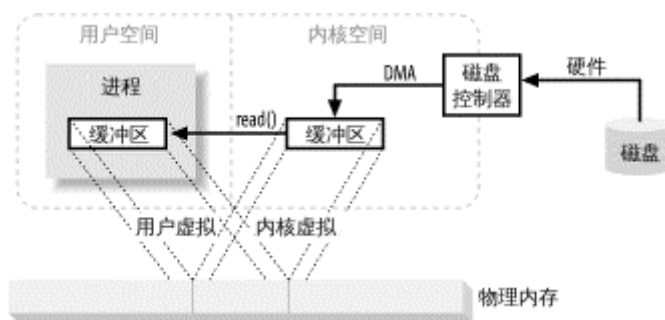 用户空间
内核空间
进程
DMA
磁盘
控制器
硬件
缓冲区
read()
缓冲区
磁盘
用户虚拟
内核虚拟
物理内存